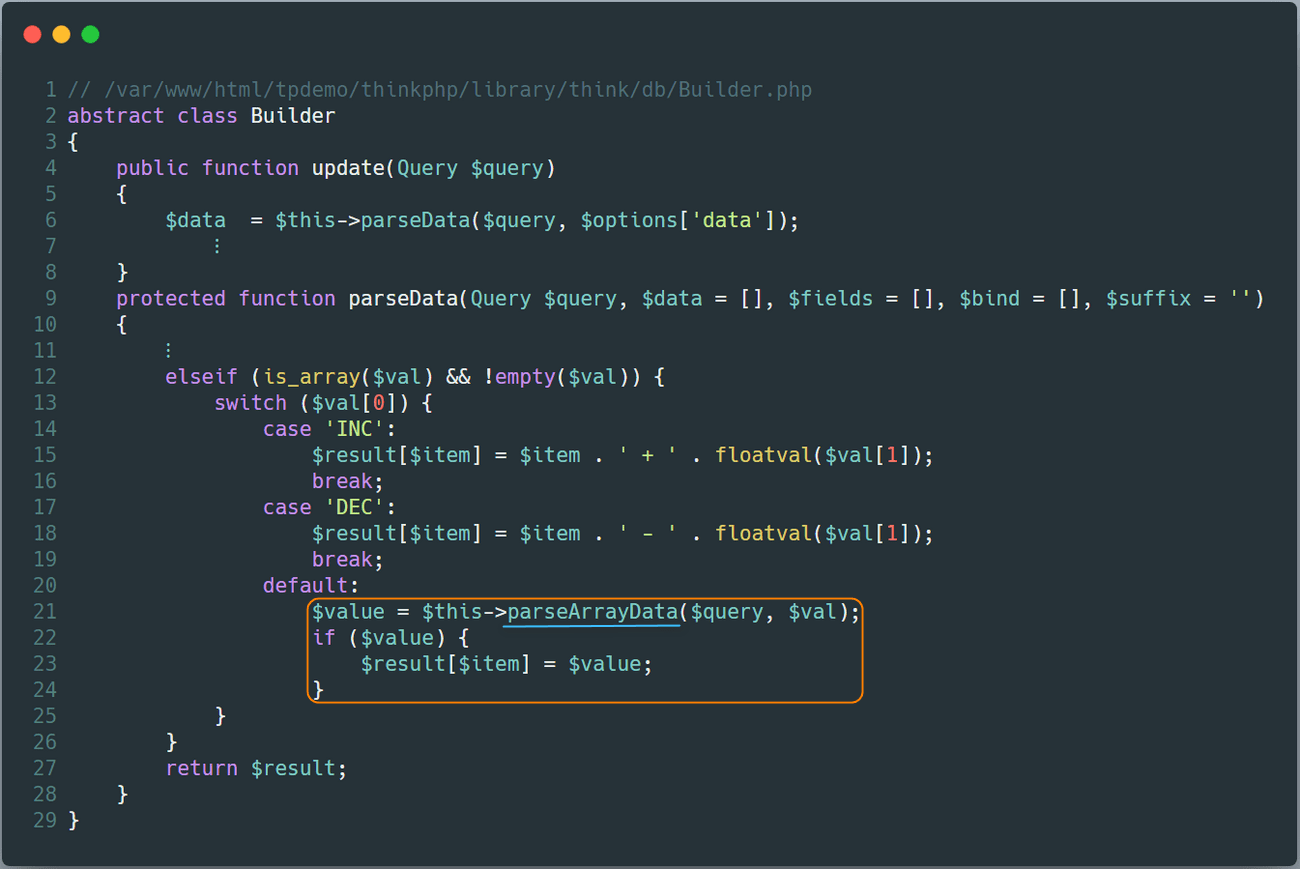 1 // /var/www/html/tpdemo/thinkphp/library/think/db/Builder.php
2 abstract class Builder
3 {
4     public function update(Query $query)
5     {
6         $data  = $this->parseData($query, $options['data']);
7             ⋮
8     }
9     protected function parseData(Query $query, $data = [], $fields = [], $bind = [], $suffix = '')
10     {
11         ⋮
12         elseif (is_array($val) && !empty($val)) {
13             switch ($val[0]) {
14                 case 'INC':
15                     $result[$item] = $item . ' + ' . floatval($val[1]);
16                     break;
17                 case 'DEC':
18                     $result[$item] = $item . ' - ' . floatval($val[1]);
19                     break;
20                 default:
21                     $value = $this->parseArrayData($query, $val);
22                     if ($value) {
23                         $result[$item] = $value;
24                     }
25             }
26         }
27         return $result;
28     }
29 }